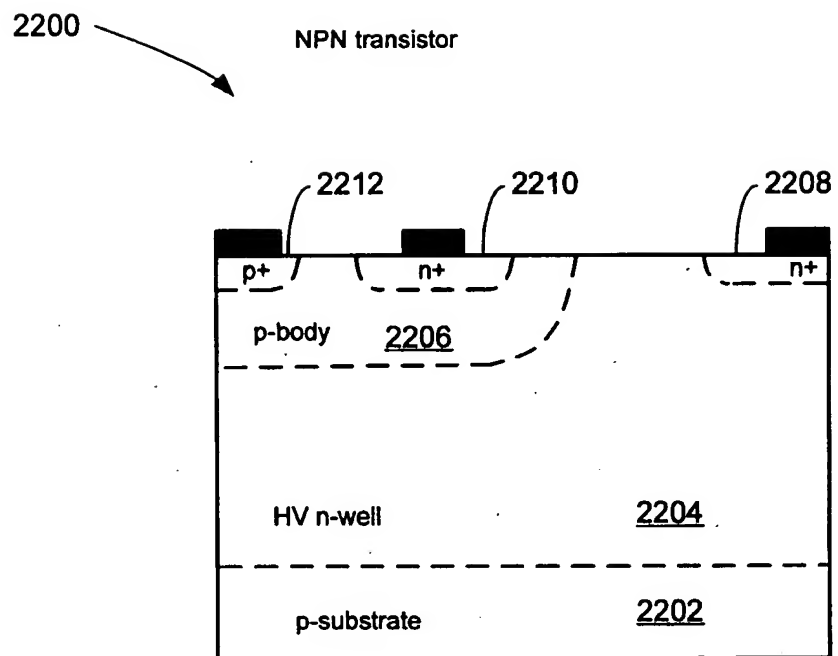 2200
NPN transistor
2212
2210
2208
p+
n+
n+
p-body
2206
HV n-well
2204
p-substrate
2202